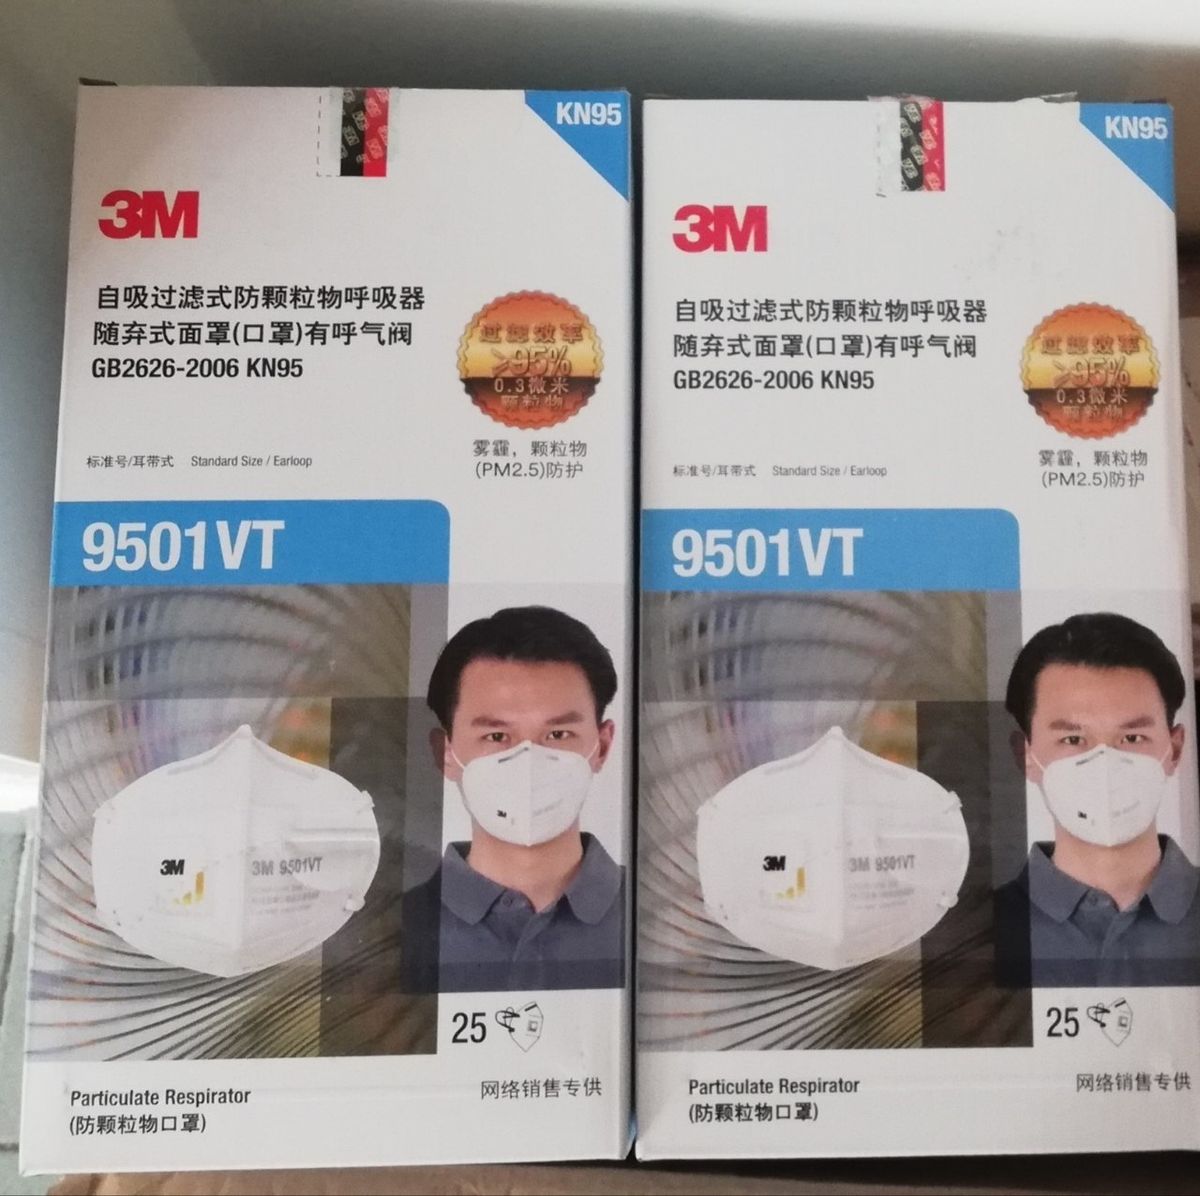 KN95
3M
自吸过滤式防颗粒物呼吸器
随弃式面罩(口罩)有呼气阀
GB2626-2006 KN95
过滤效率
≥95%
0.3微米
颗粒物
雾霾，颗粒物
(PM2.5)防护
标准号/耳带式 Standard Size / Earloop
9501VT
3M
3M 9501VT
3M
25
Particulate Respirator
(防颗粒物口罩)
网络销售专供
KN95
3M
自吸过滤式防颗粒物呼吸器
随弃式面罩(口罩)有呼气阀
GB2626-2006 KN95
过滤效率
≥95%
0.3微米
颗粒物
雾霾，颗粒物
(PM2.5)防护
标准号/耳带式 Standard Size / Earloop
9501VT
3M
3M 9501VT
3M
25
Particulate Respirator
(防颗粒物口罩)
网络销售专供